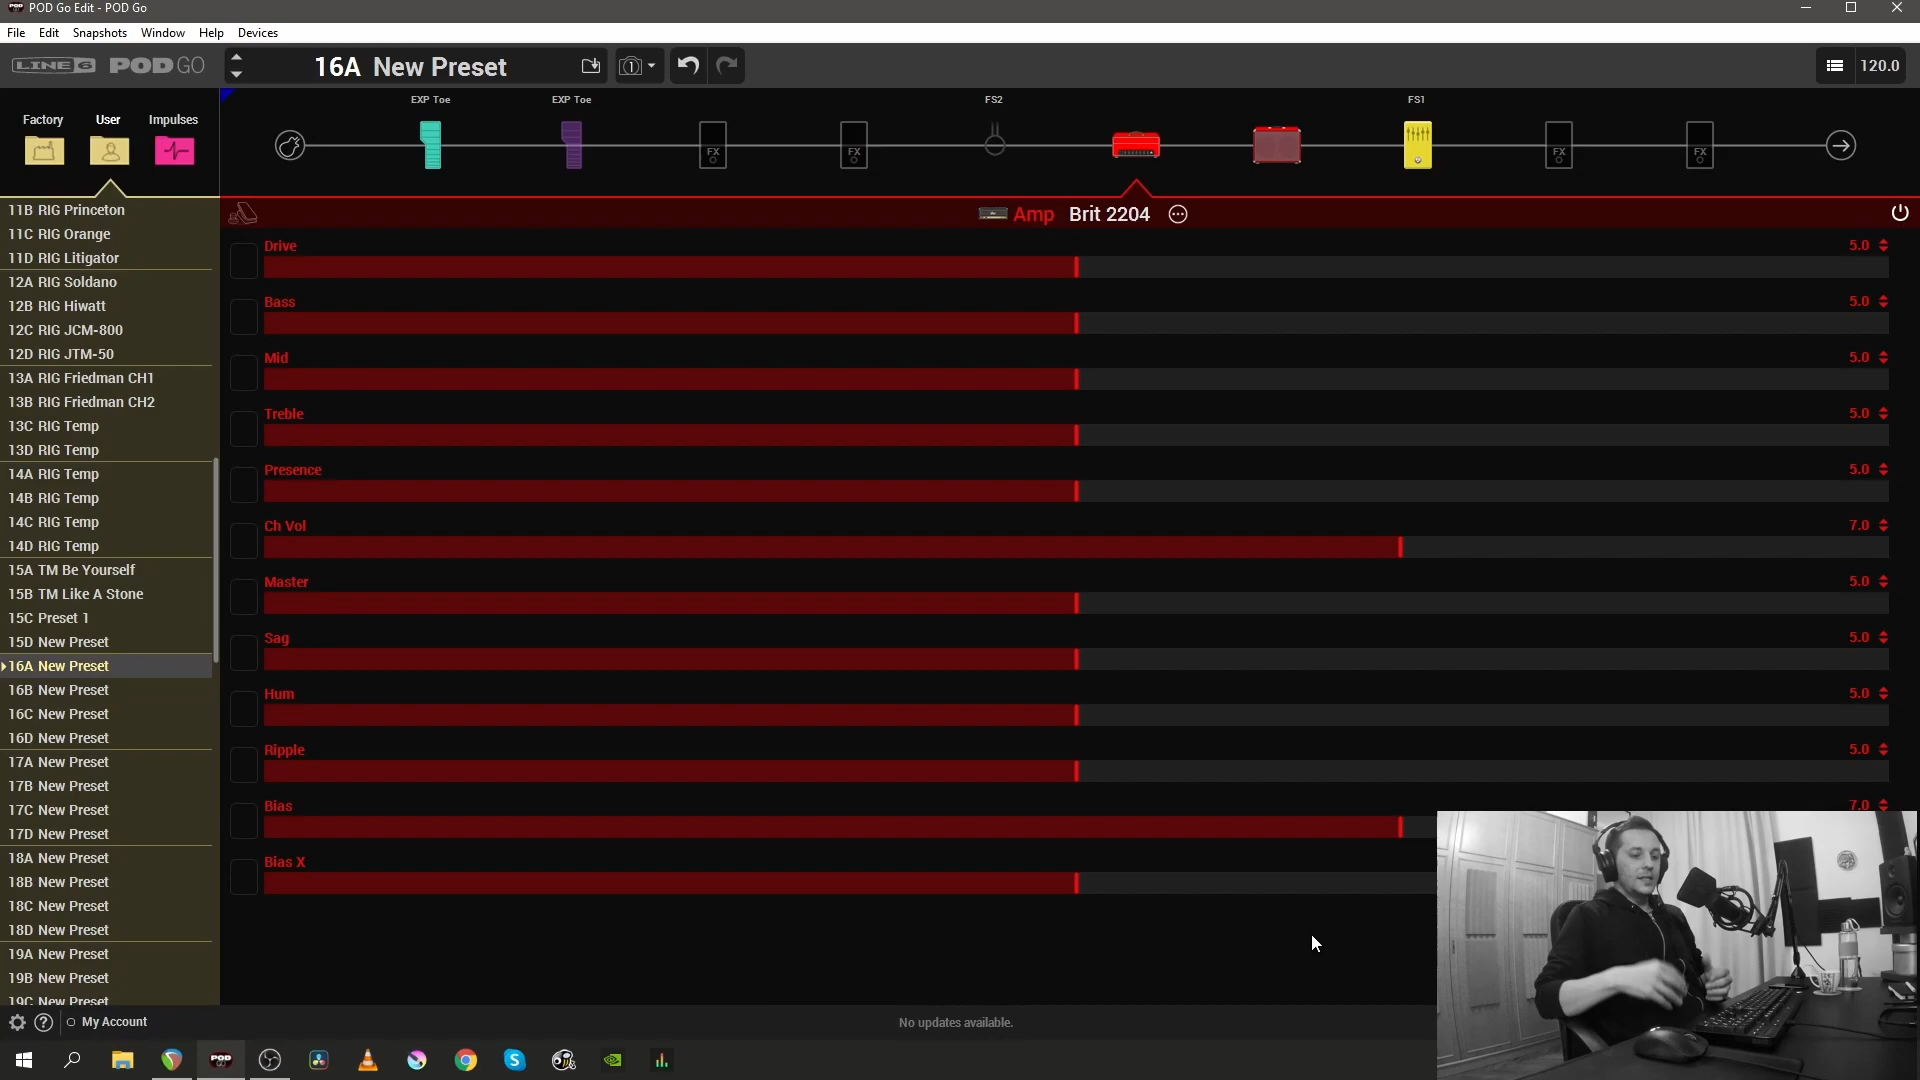 POD Go Edit - POD Go
File Edit Snapshots Window Help Devices
LINE 6 POD GO
16A New Preset
1
120.0
Factory User Impulses
EXP Toe EXP Toe FS2 FS1
FX FX FX FX
Amp Brit 2204
11B RIG Princeton
11C RIG Orange
11D RIG Litigator
12A RIG Soldano
12B RIG Hiwatt
12C RIG JCM-800
12D RIG JTM-50
13A RIG Friedman CH1
13B RIG Friedman CH2
13C RIG Temp
13D RIG Temp
14A RIG Temp
14B RIG Temp
14C RIG Temp
14D RIG Temp
15A TM Be Yourself
15B TM Like A Stone
15C Preset 1
15D New Preset
16A New Preset
16B New Preset
16C New Preset
16D New Preset
17A New Preset
17B New Preset
17C New Preset
17D New Preset
18A New Preset
18B New Preset
18C New Preset
18D New Preset
19A New Preset
19B New Preset
19C New Preset
Drive 5.0
Bass 5.0
Mid 5.0
Treble 5.0
Presence 5.0
Ch Vol 7.0
Master 5.0
Sag 5.0
Hum 5.0
Ripple 5.0
Bias 7.0
Bias X
My Account
No updates available.
POD GO
S